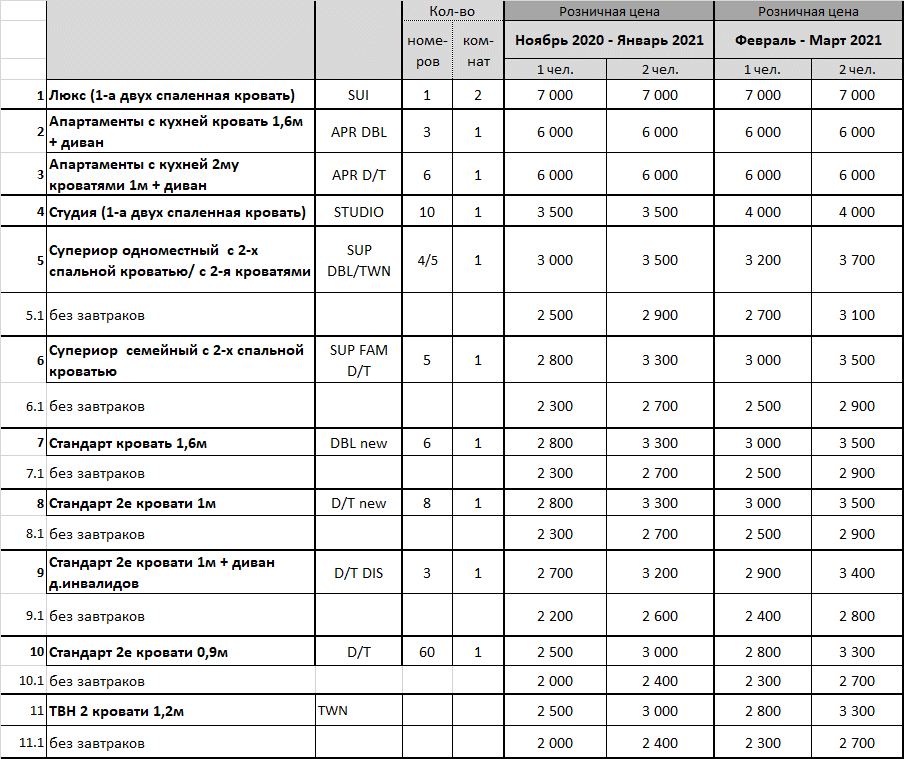 Кол-во Розничная цена Розничная цена
номе-ров ком-нат Ноябрь 2020 - Январь 2021 Февраль - Март 2021
1 чел. 2 чел. 1 чел. 2 чел.
1 Люкс (1-а двух спаленная кровать) SUI 1 2 7 000 7 000 7 000 7 000
2 Апартаменты с кухней кровать 1,6м
+ диван APR DBL 3 1 6 000 6 000 6 000 6 000
3 Апартаменты с кухней 2му
кроватями 1м + диван APR D/T 6 1 6 000 6 000 6 000 6 000
4 Студия (1-а двух спаленная кровать) STUDIO 10 1 3 500 3 500 4 000 4 000
5 Супериор одноместный с 2-х
спальной кроватью/ с 2-я кроватями SUP DBL/TWN 4/5 1 3 000 3 500 3 200 3 700
5.1 без завтраков 2 500 2 900 2 700 3 100
6 Супериор семейный с 2-х спальной
кроватью SUP FAM D/T 5 1 2 800 3 300 3 000 3 500
6.1 без завтраков 2 300 2 700 2 500 2 900
7 Стандарт кровать 1,6м DBL new 6 1 2 800 3 300 3 000 3 500
7.1 без завтраков 2 300 2 700 2 500 2 900
8 Стандарт 2е кровати 1м D/T new 8 1 2 800 3 300 3 000 3 500
8.1 без завтраков 2 300 2 700 2 500 2 900
9 Стандарт 2е кровати 1м + диван
д.инвалидов D/T DIS 3 1 2 700 3 200 2 900 3 400
9.1 без завтраков 2 200 2 600 2 400 2 800
10 Стандарт 2е кровати 0,9м D/T 60 1 2 500 3 000 2 800 3 300
10.1 без завтраков 2 000 2 400 2 300 2 700
11 ТВН 2 кровати 1,2м TWN 2 500 3 000 2 800 3 300
11.1 без завтраков 2 000 2 400 2 300 2 700